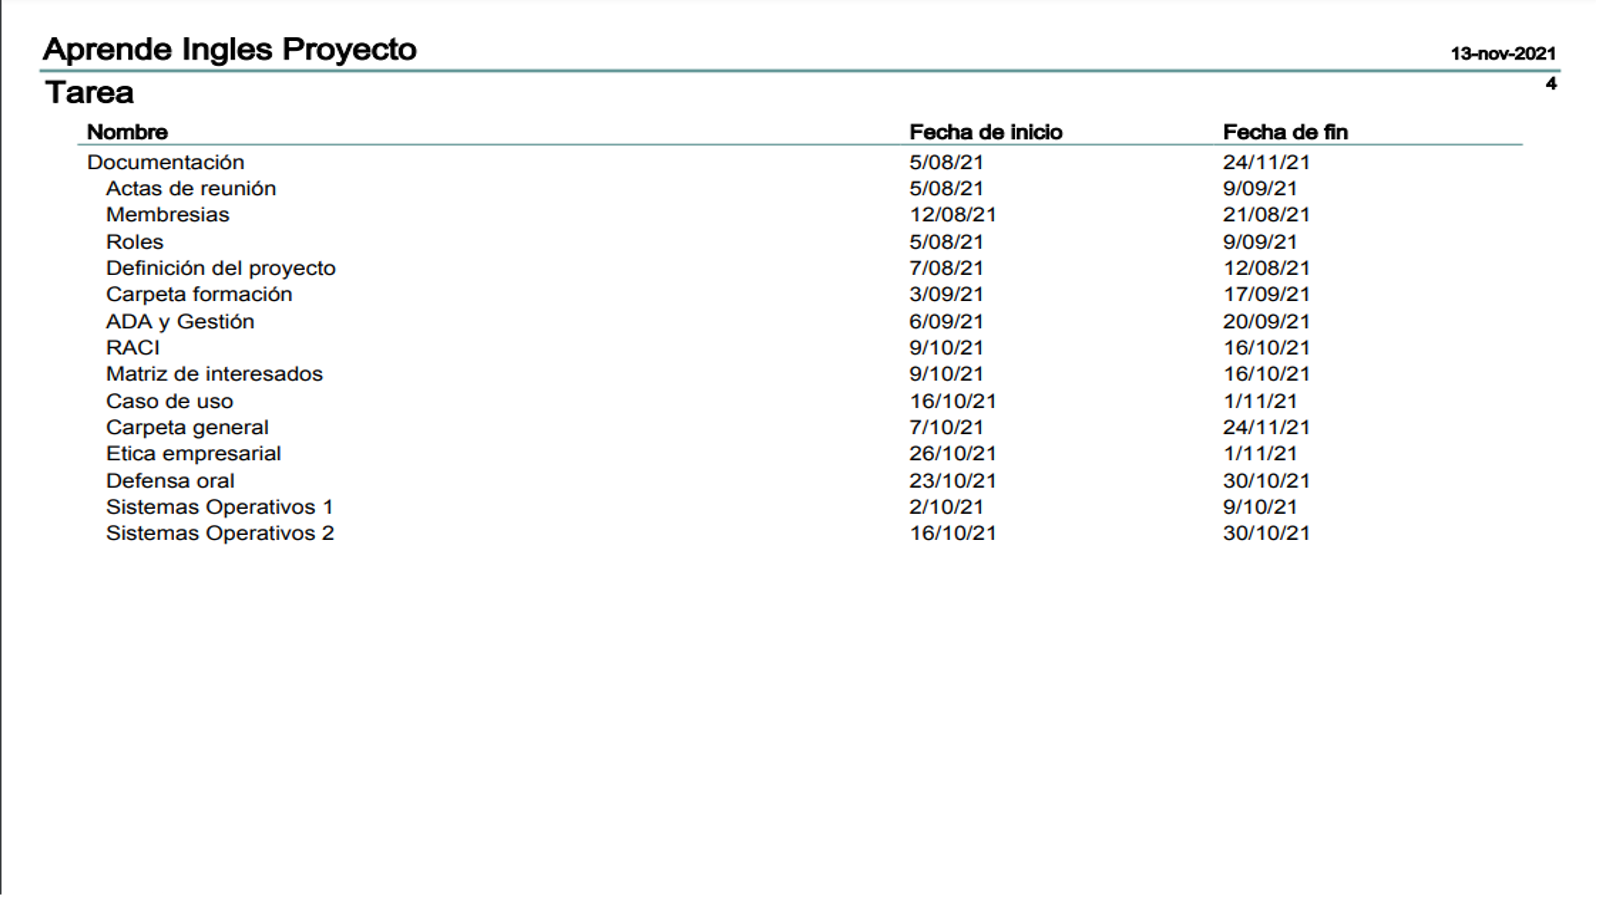 Aprende Ingles Proyecto 13-nov-2021
Tarea 4
Nombre Fecha de inicio Fecha de fin
Documentación 5/08/21 24/11/21
Actas de reunión 5/08/21 9/09/21
Membresias 12/08/21 21/08/21
Roles 5/08/21 9/09/21
Definición del proyecto 7/08/21 12/08/21
Carpeta formación 3/09/21 17/09/21
ADA y Gestión 6/09/21 20/09/21
RACI 9/10/21 16/10/21
Matriz de interesados 9/10/21 16/10/21
Caso de uso 16/10/21 1/11/21
Carpeta general 7/10/21 24/11/21
Etica empresarial 26/10/21 1/11/21
Defensa oral 23/10/21 30/10/21
Sistemas Operativos 1 2/10/21 9/10/21
Sistemas Operativos 2 16/10/21 30/10/21